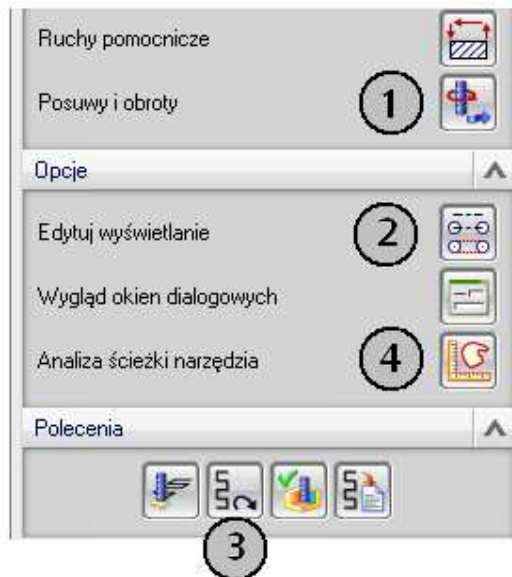 Ruchy pomocnicze
Posuwy i obroty 1
Opcje
Edytuj wyświetlanie 2
Wygląd okien dialogowych
Analiza ścieżki narzędzia 4
Polecenia
3